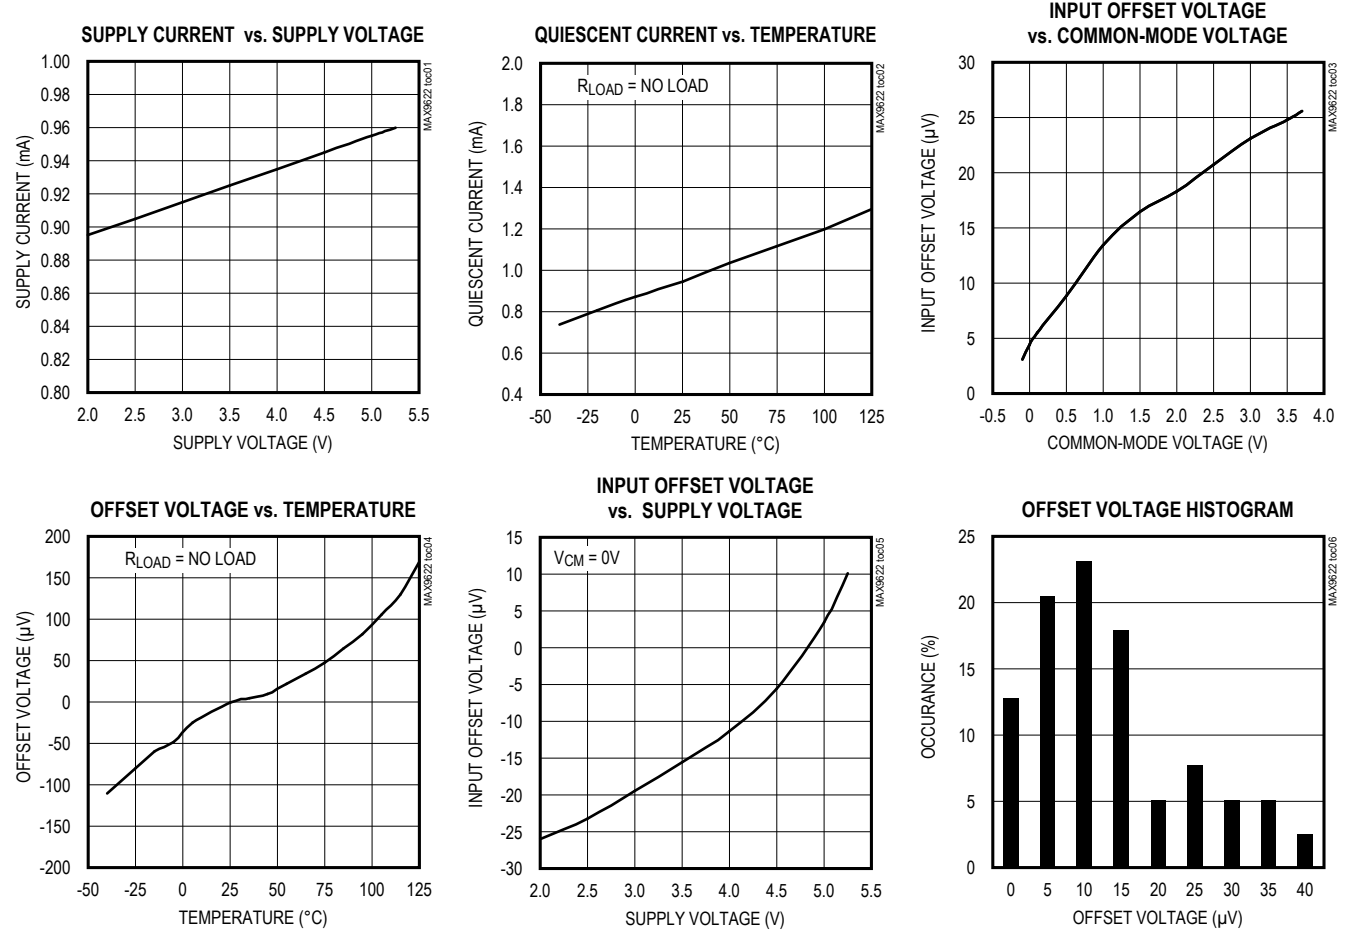 SUPPLY CURRENT vs. SUPPLY VOLTAGE
MAX9622 toc01
SUPPLY CURRENT (mA)
1.00
0.98
0.96
0.94
0.92
0.90
0.88
0.86
0.84
0.82
0.80
2.0 2.5 3.0 3.5 4.0 4.5 5.0 5.5
SUPPLY VOLTAGE (V)
QUIESCENT CURRENT vs. TEMPERATURE
RLOAD = NO LOAD
MAX9622 toc02
QUIESCENT CURRENT (mA)
2.0
1.8
1.6
1.4
1.2
1.0
0.8
0.6
0.4
-50 -25 0 25 50 75 100 125
TEMPERATURE (°C)
INPUT OFFSET VOLTAGE
vs. COMMON-MODE VOLTAGE
MAX9622 toc03
INPUT OFFSET VOLTAGE (µV)
30
25
20
15
10
5
0
-0.5 0 0.5 1.0 1.5 2.0 2.5 3.0 3.5 4.0
COMMON-MODE VOLTAGE (V)
OFFSET VOLTAGE vs. TEMPERATURE
RLOAD = NO LOAD
MAX9622 toc04
OFFSET VOLTAGE (µV)
200
150
100
50
0
-50
-100
-150
-200
-50 -25 0 25 50 75 100 125
TEMPERATURE (°C)
INPUT OFFSET VOLTAGE
vs. SUPPLY VOLTAGE
VCM = 0V
MAX9622 toc05
INPUT OFFSET VOLTAGE (µV)
15
10
5
0
-5
-10
-15
-20
-25
-30
2.0 2.5 3.0 3.5 4.0 4.5 5.0 5.5
SUPPLY VOLTAGE (V)
OFFSET VOLTAGE HISTOGRAM
MAX9622 toc06
OCCURANCE (%)
25
20
15
10
5
0
0 5 10 15 20 25 30 35 40
OFFSET VOLTAGE (µV)